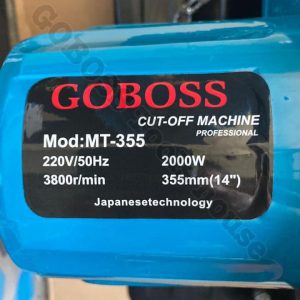 GOBOSS
CUT-OFF MACHINE
PROFESSIONAL
Mod:MT-355
220V/50Hz 2000W
3800r/min 355mm(14")
Japanesetechnology